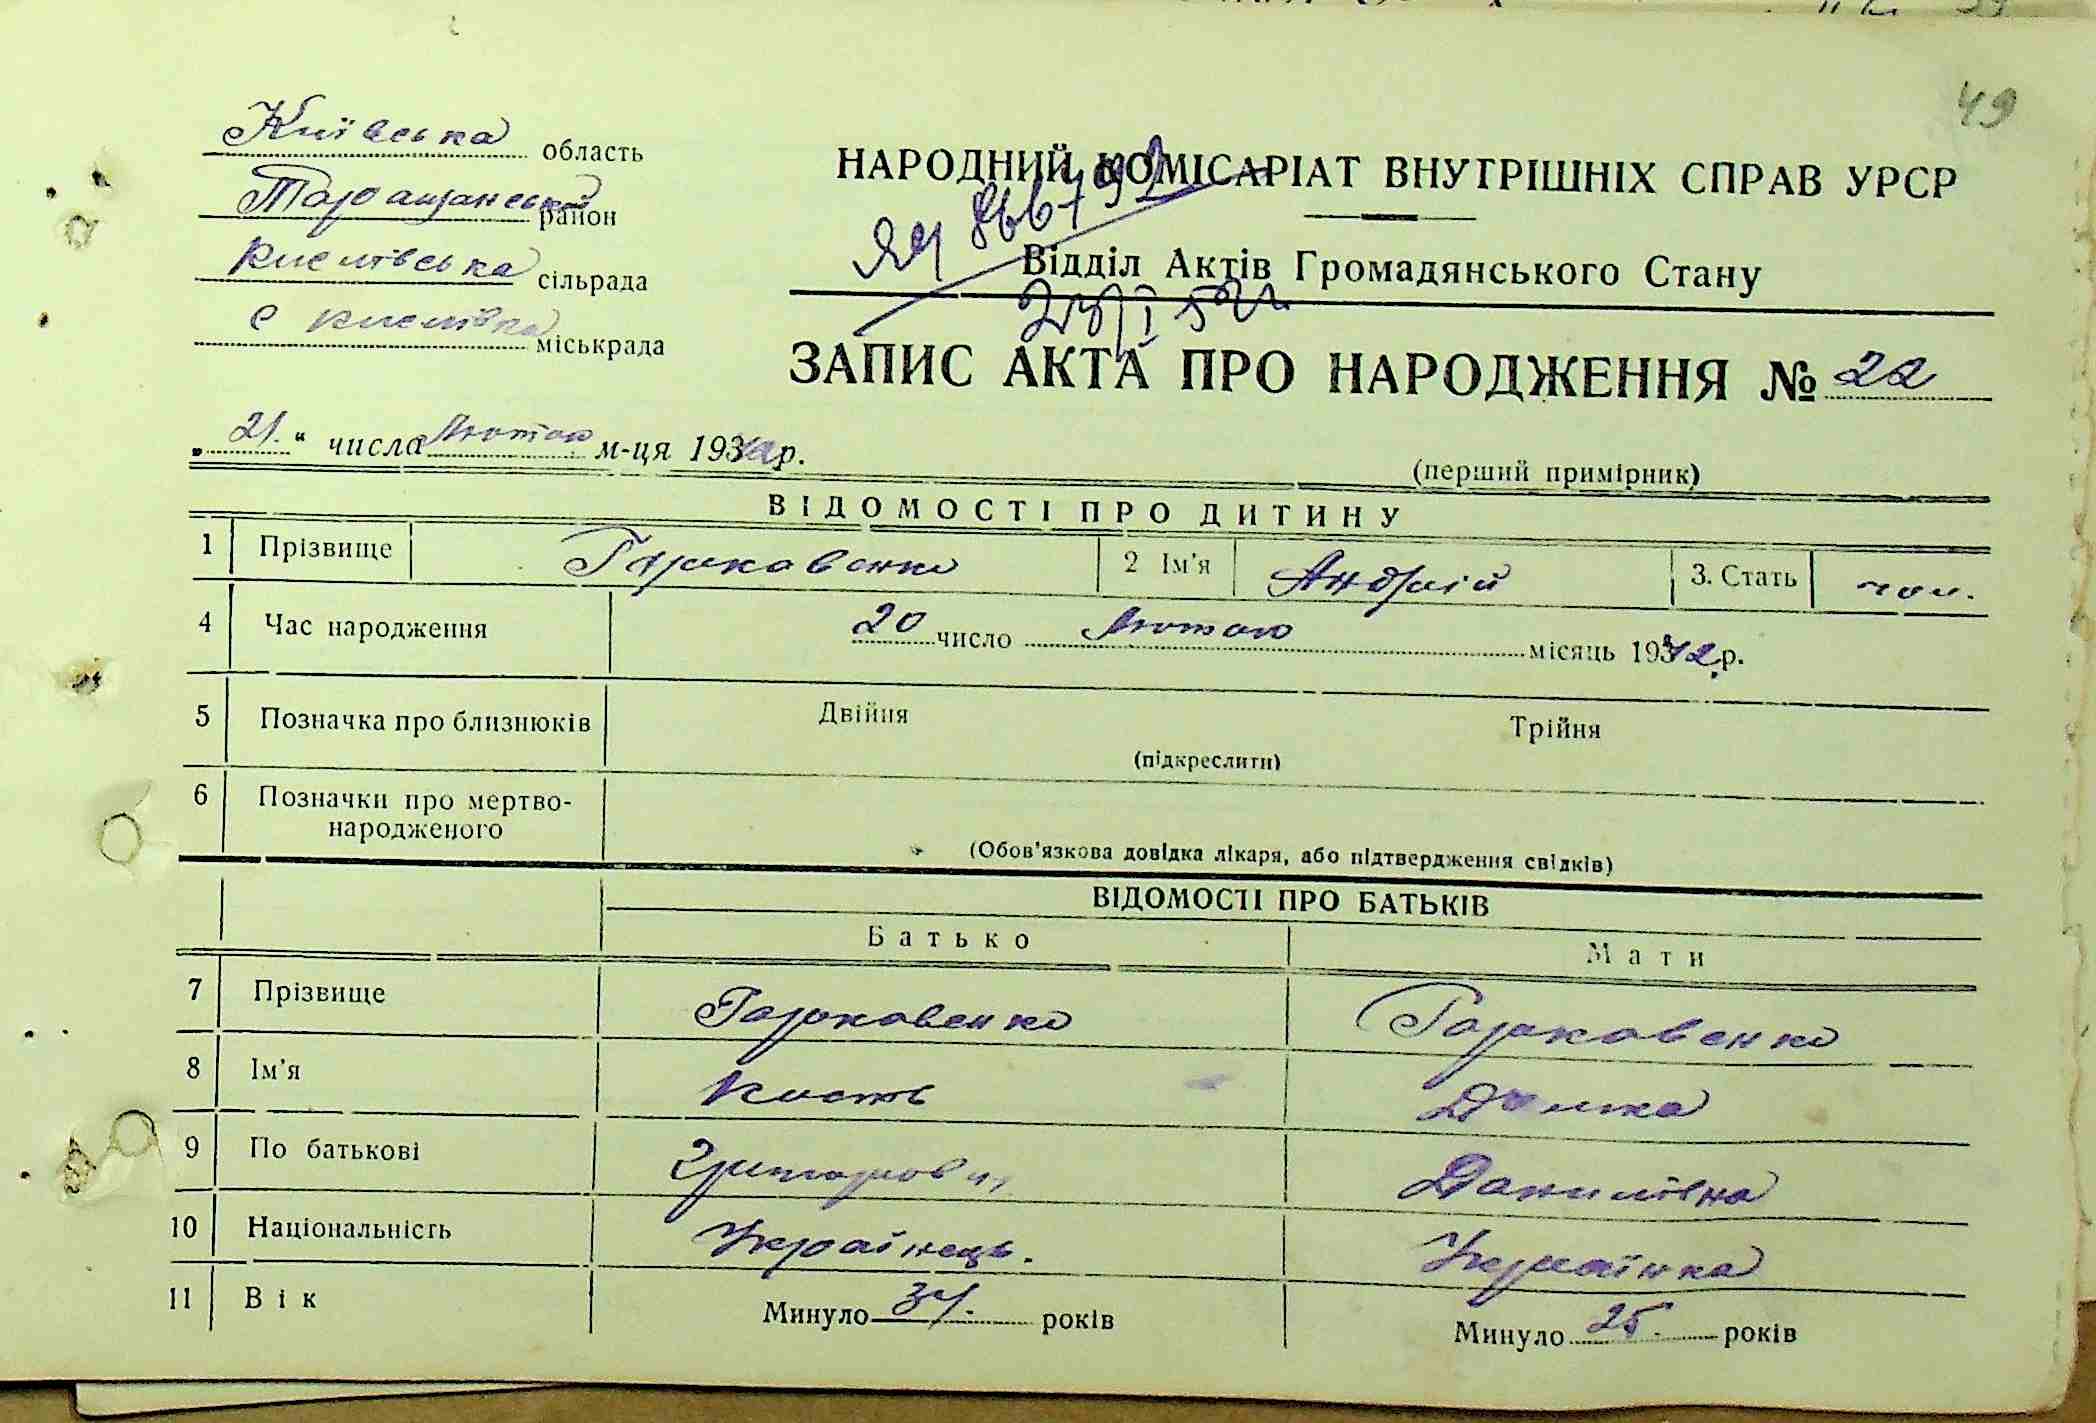 49
Київська область
Таращанський район
Кислівська сільрада
с Кислівка міськрада
НАРОДНИЙ КОМІСАРІАТ ВНУТРІШНІХ СПРАВ УРСР
Відділ Актів Громадянського Стану
ЗАПИС АКТА ПРО НАРОДЖЕННЯ № 22
„21.“ числа Лютого м-ця 1942 р.
(перший примірник)
ВІДОМОСТІ ПРО ДИТИНУ
1 Прізвище Гарковенко 2 Ім'я Андрій 3. Стать чол.
4 Час народження 20 число Лютого місяць 1942 р.
5 Позначка про близнюків Двійня Трійня
(підкреслити)
6 Позначки про мертво-
народженого
(Обов'язкова довідка лікаря, або підтвердження свідків)
ВІДОМОСТІ ПРО БАТЬКІВ
Батько Мати
7 Прізвище Гарковенко Гарковенко
8 Ім'я Кость
9 По батькові Григорович Данилівна
10 Національність Українець. Українка
11 Вік Минуло 34. років Минуло 25. років